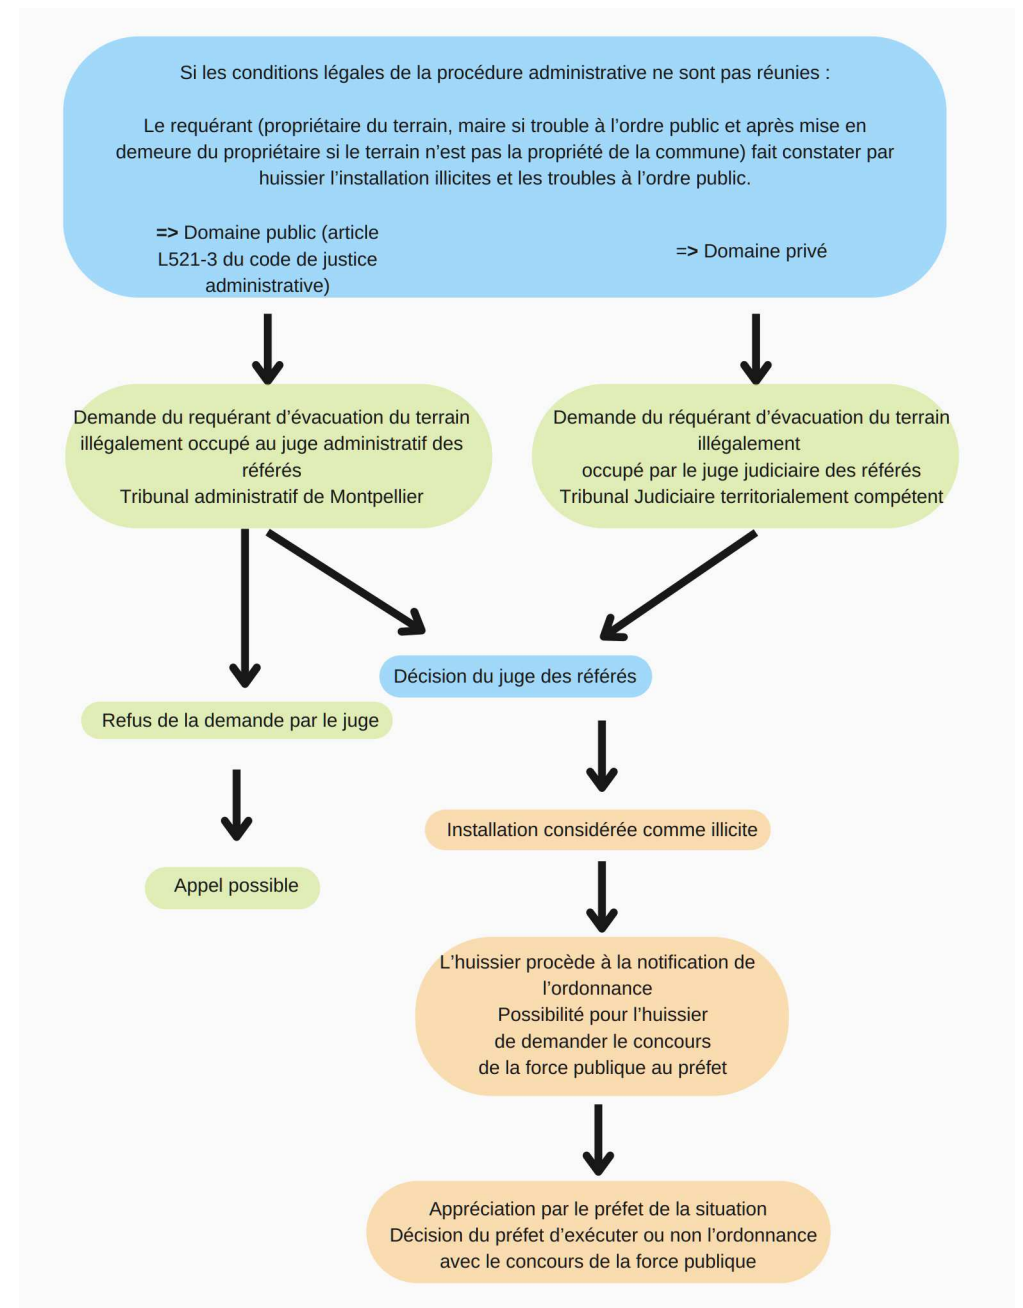 Si les conditions légales de la procédure administrative ne sont pas réunies :
Le requérant (propriétaire du terrain, maire si trouble à l’ordre public et après mise en
demeure du propriétaire si le terrain n’est pas la propriété de la commune) fait constater par
huissier l’installation illicites et les troubles à l’ordre public.
=> Domaine public (article
L521-3 du code de justice
administrative)
=> Domaine privé
Demande du requérant d’évacuation du terrain
illégalement occupé au juge administratif des
référés
Tribunal administratif de Montpellier
Demande du réquérant d’évacuation du terrain
illégalement
occupé par le juge judiciaire des référés
Tribunal Judiciaire territorialement compétent
Décision du juge des référés
Refus de la demande par le juge
Installation considérée comme illicite
Appel possible
L’huissier procède à la notification de
l’ordonnance
Possibilité pour l’huissier
de demander le concours
de la force publique au préfet
Appréciation par le préfet de la situation
Décision du préfet d’exécuter ou non l’ordonnance
avec le concours de la force publique